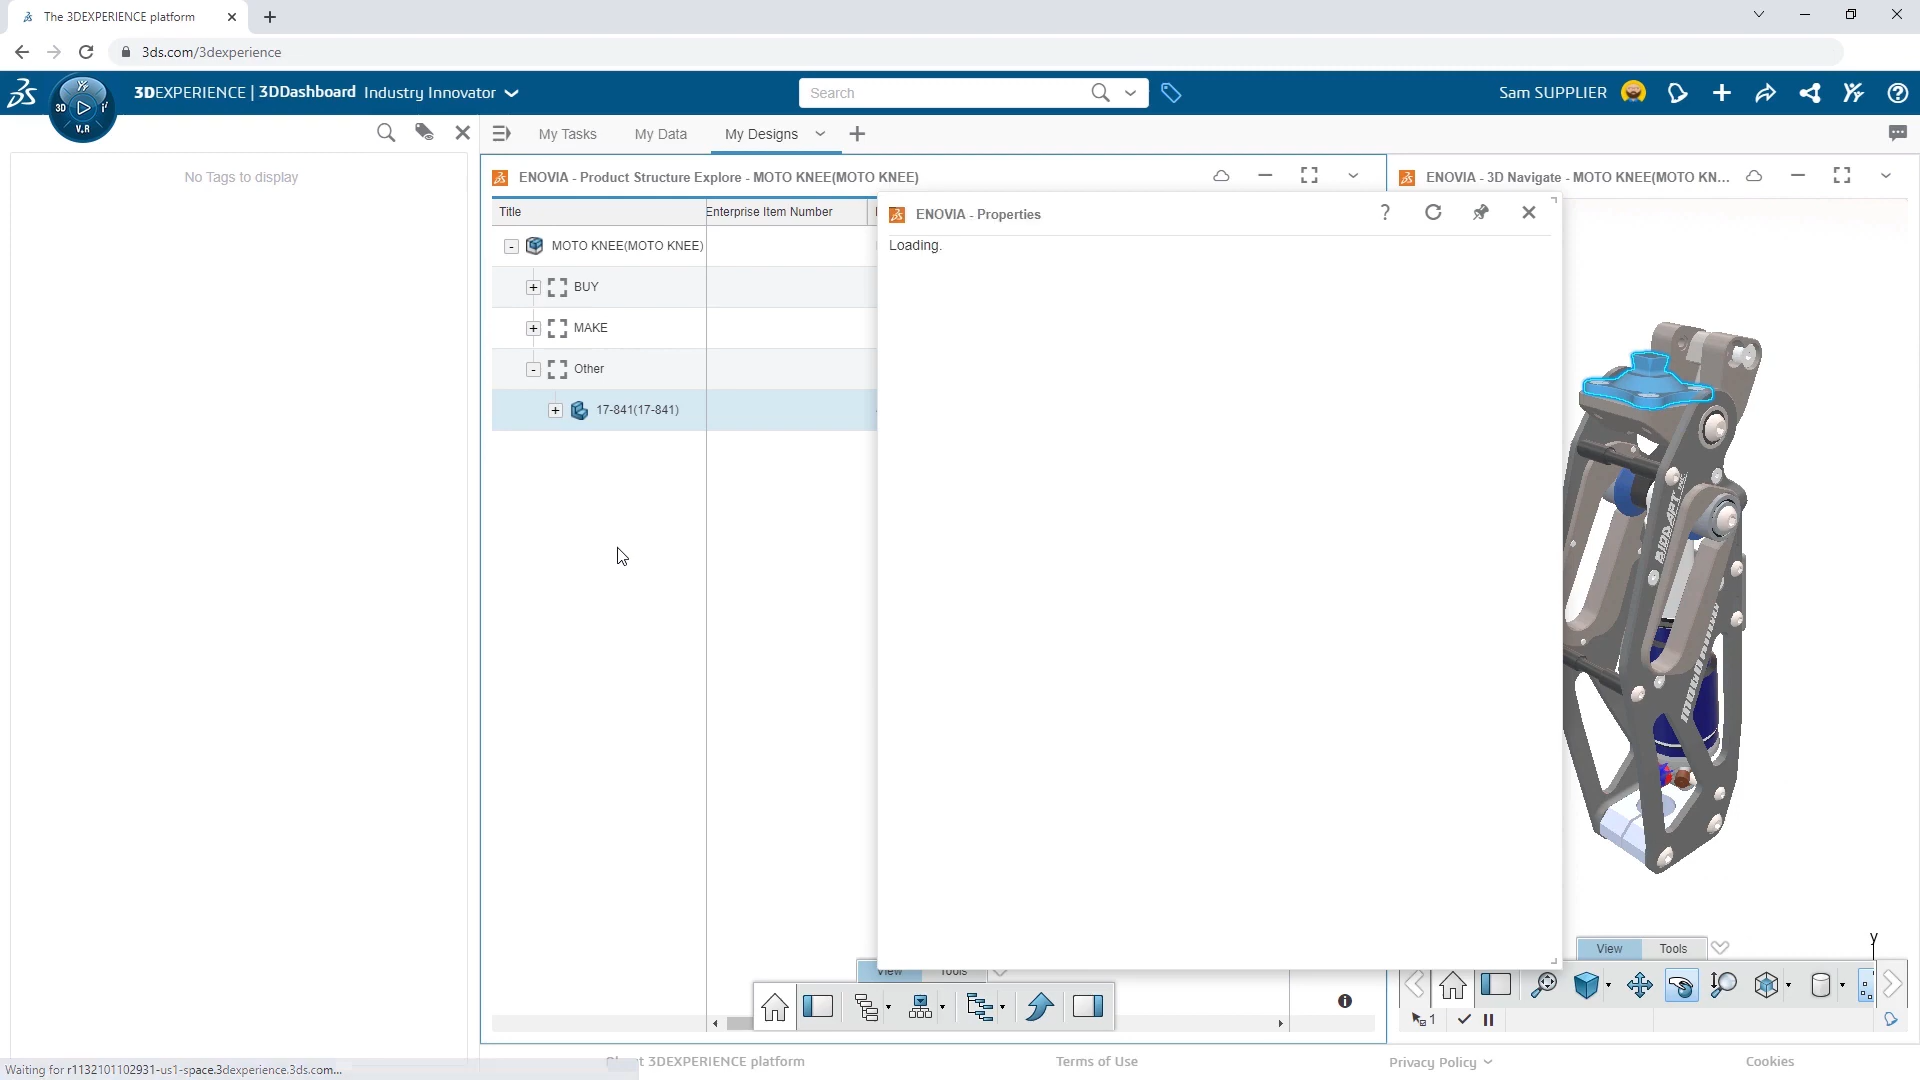 The 3DEXPERIENCE platform
3ds.com/3dexperience
3DEXPERIENCE | 3DDashboard Industry Innovator
Search
Sam SUPPLIER
3D
V.R
My Tasks
My Data
My Designs
No Tags to display
ENOVIA - Product Structure Explore - MOTO KNEE(MOTO KNEE)
ENOVIA - 3D Navigate - MOTO KNEE(MOTO KN...
Title
Enterprise Item Number
ENOVIA - Properties
Loading.
MOTO KNEE(MOTO KNEE)
BUY
MAKE
Other
17-841(17-841)
View
Tools
View
Tools
y
1
platform
3DEXPERIENCE platform
Terms of Use
Privacy Policy
Cookies
Waiting for r1132101102931-us1-space.3dexperience.3ds.com...